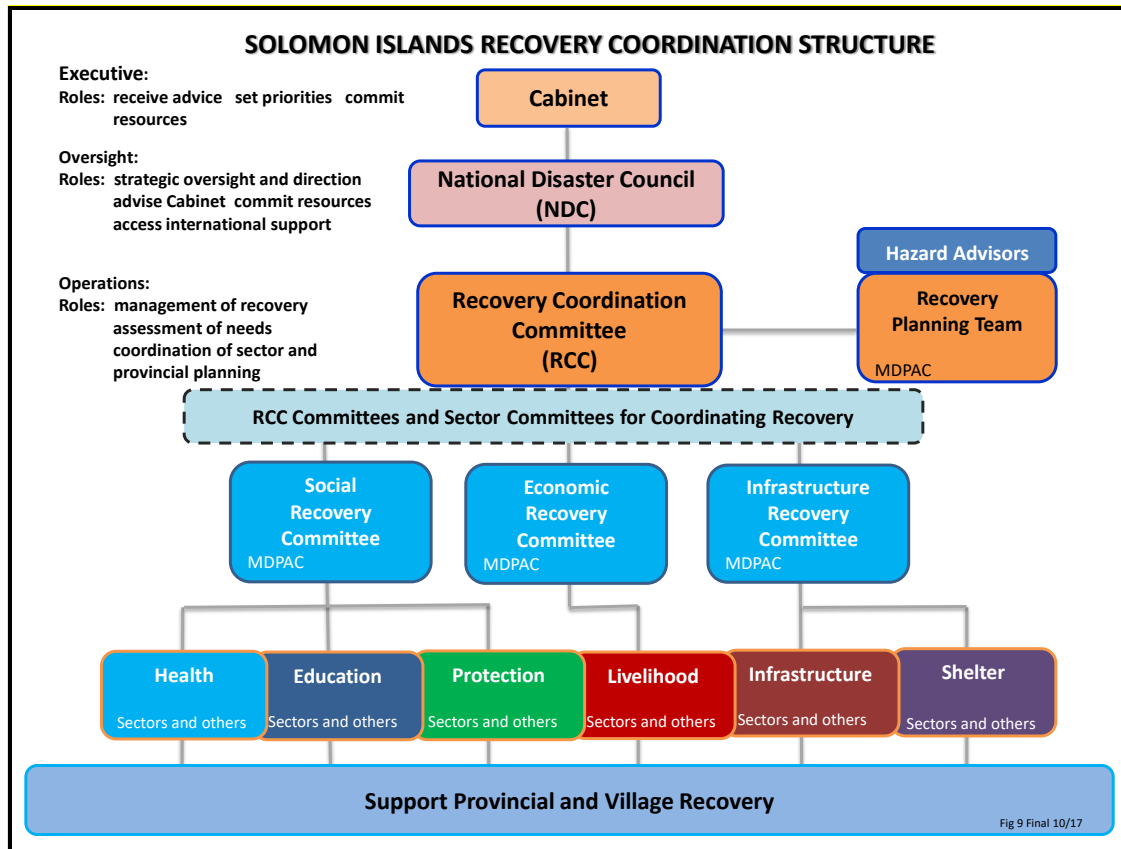 SOLOMON ISLANDS RECOVERY COORDINATION STRUCTURE
Executive:
Roles: receive advice set priorities commit
resources
Cabinet
Oversight:
Roles: strategic oversight and direction
advise Cabinet commit resources
access international support
National Disaster Council
(NDC)
Operations:
Roles: management of recovery
assessment of needs
coordination of sector and
provincial planning
Recovery Coordination
Committee
(RCC)
Hazard Advisors
Recovery
Planning Team
MDPAC
RCC Committees and Sector Committees for Coordinating Recovery
Social
Recovery
Committee
MDPAC
Economic
Recovery
Committee
MDPAC
Infrastructure
Recovery
Committee
MDPAC
Health
Sectors and others
Education
Sectors and others
Protection
Sectors and others
Livelihood
Sectors and others
Infrastructure
Sectors and others
Shelter
Sectors and others
Support Provincial and Village Recovery
Fig 9 Final 10/17